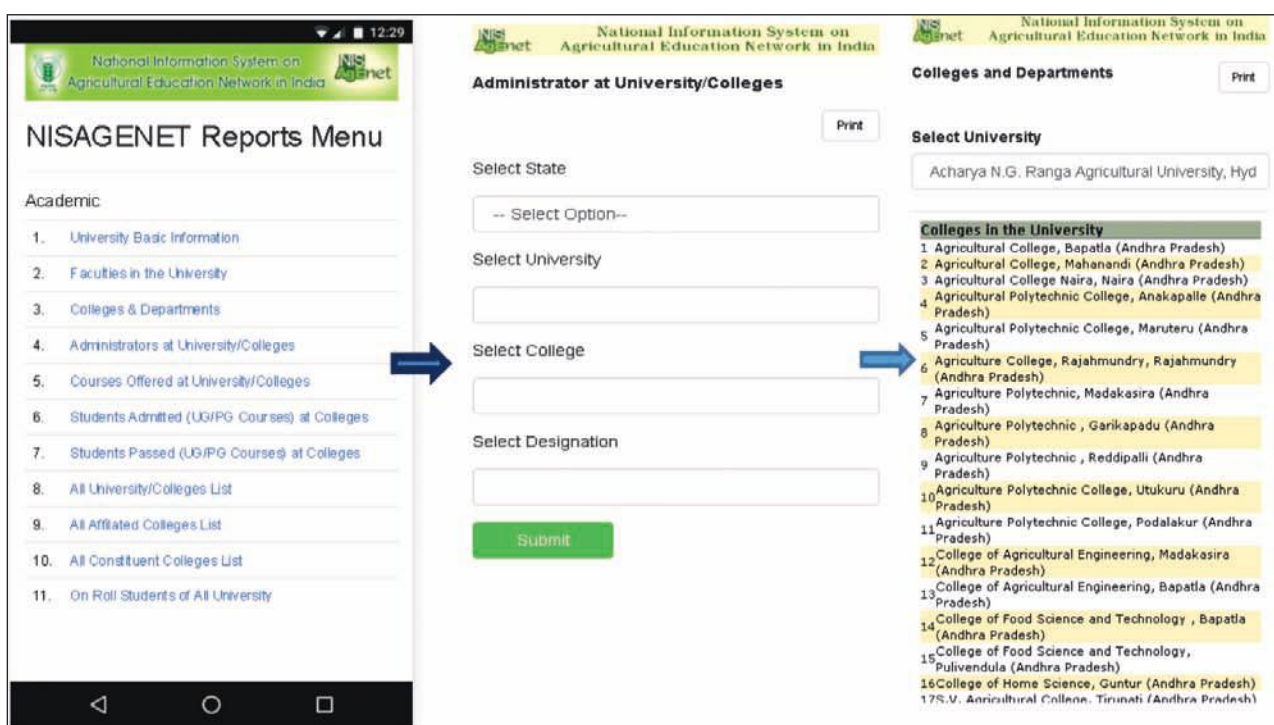 12:29
National Information System on
Agricultural Education Network in India
NIS
AgEnet
NISAGENET Reports Menu
Academic
1. University Basic Information
2. Faculties in the University
3. Colleges & Departments
4. Administrators at University/Colleges
5. Courses Offered at University/Colleges
6. Students Admitted (UG/PG Courses) at Colleges
7. Students Passed (UG/PG Courses) at Colleges
8. All University/Colleges List
9. All Affilated Colleges List
10. All Constituent Colleges List
11. On Roll Students of All University
NIS
AgEnet
National Information System on
Agricultural Education Network in India
Administrator at University/Colleges
Print
Select State
-- Select Option--
Select University
Select College
Select Designation
Submit
NIS
AgEnet
National Information System on
Agricultural Education Network in India
Colleges and Departments
Print
Select University
Acharya N.G. Ranga Agricultural University, Hyd
Colleges in the University
1 Agricultural College, Bapatla (Andhra Pradesh)
2 Agricultural College, Mahanandi (Andhra Pradesh)
3 Agricultural College Naira, Naira (Andhra Pradesh)
4 Agricultural Polytechnic College, Anakapalle (Andhra
Pradesh)
5 Agricultural Polytechnic College, Maruteru (Andhra
Pradesh)
6 Agriculture College, Rajahmundry, Rajahmundry
(Andhra Pradesh)
7 Agriculture Polytechnic, Madakasira (Andhra
Pradesh)
8 Agriculture Polytechnic , Garikapadu (Andhra
Pradesh)
9 Agriculture Polytechnic , Reddipalli (Andhra
Pradesh)
10 Agriculture Polytechnic College, Utukuru (Andhra
Pradesh)
11 Agriculture Polytechnic College, Podalakur (Andhra
Pradesh)
12 College of Agricultural Engineering, Madakasira
(Andhra Pradesh)
13 College of Agricultural Engineering, Bapatla (Andhra
Pradesh)
14 College of Food Science and Technology , Bapatla
(Andhra Pradesh)
15 College of Food Science and Technology,
Pulivendula (Andhra Pradesh)
16 College of Home Science, Guntur (Andhra Pradesh)
17 S.V. Agricultural College, Tirupati (Andhra Pradesh)